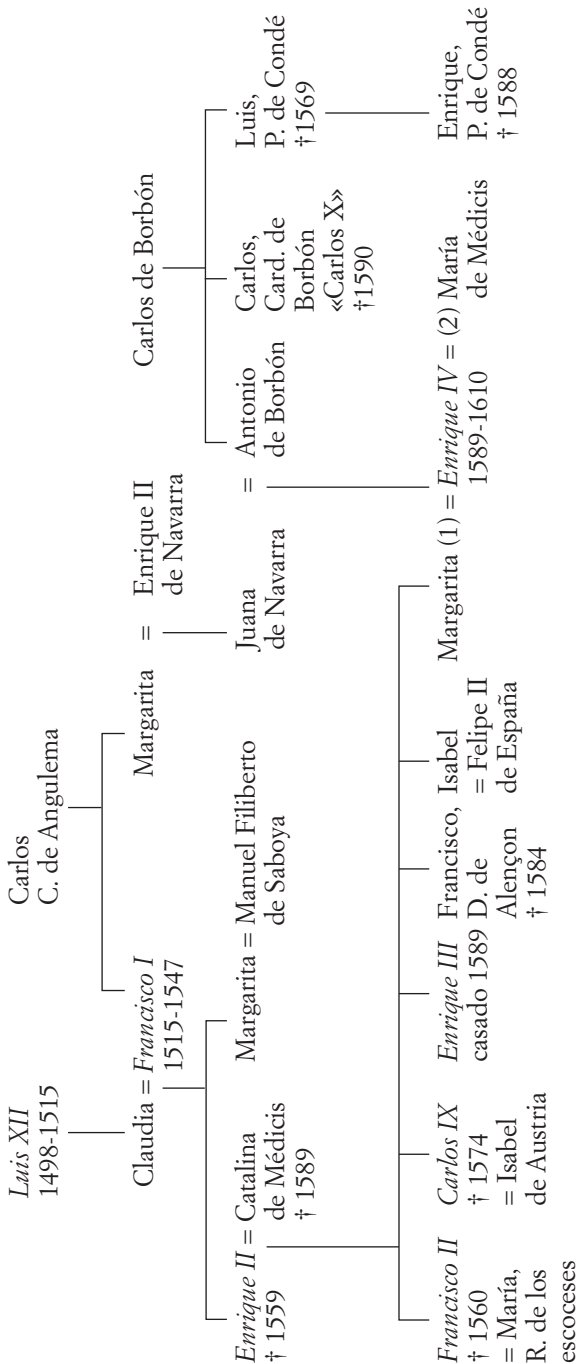 Luis XII
1498-1515
Carlos
C. de Angulema
Claudia = Francisco I
1515-1547
Margarita
=
Enrique II
de Navarra
Carlos de Borbón
Enrique II = Catalina
de Médicis
† 1559
† 1589
Margarita = Manuel Filiberto
de Saboya
Juana
de Navarra
=
Antonio
de Borbón
Carlos,
Card. de
Borbón
«Carlos X»
†1590
Luis,
P. de Condé
†1569
Francisco II
† 1560
= María,
R. de los
escoceses
Carlos IX
† 1574
= Isabel
de Austria
Enrique III
casado 1589
Francisco,
D. de
Alençon
† 1584
Isabel
= Felipe II
de España
Margarita (1) = Enrique IV = (2) María
de Médicis
1589-1610
Enrique,
P. de Condé
† 1588